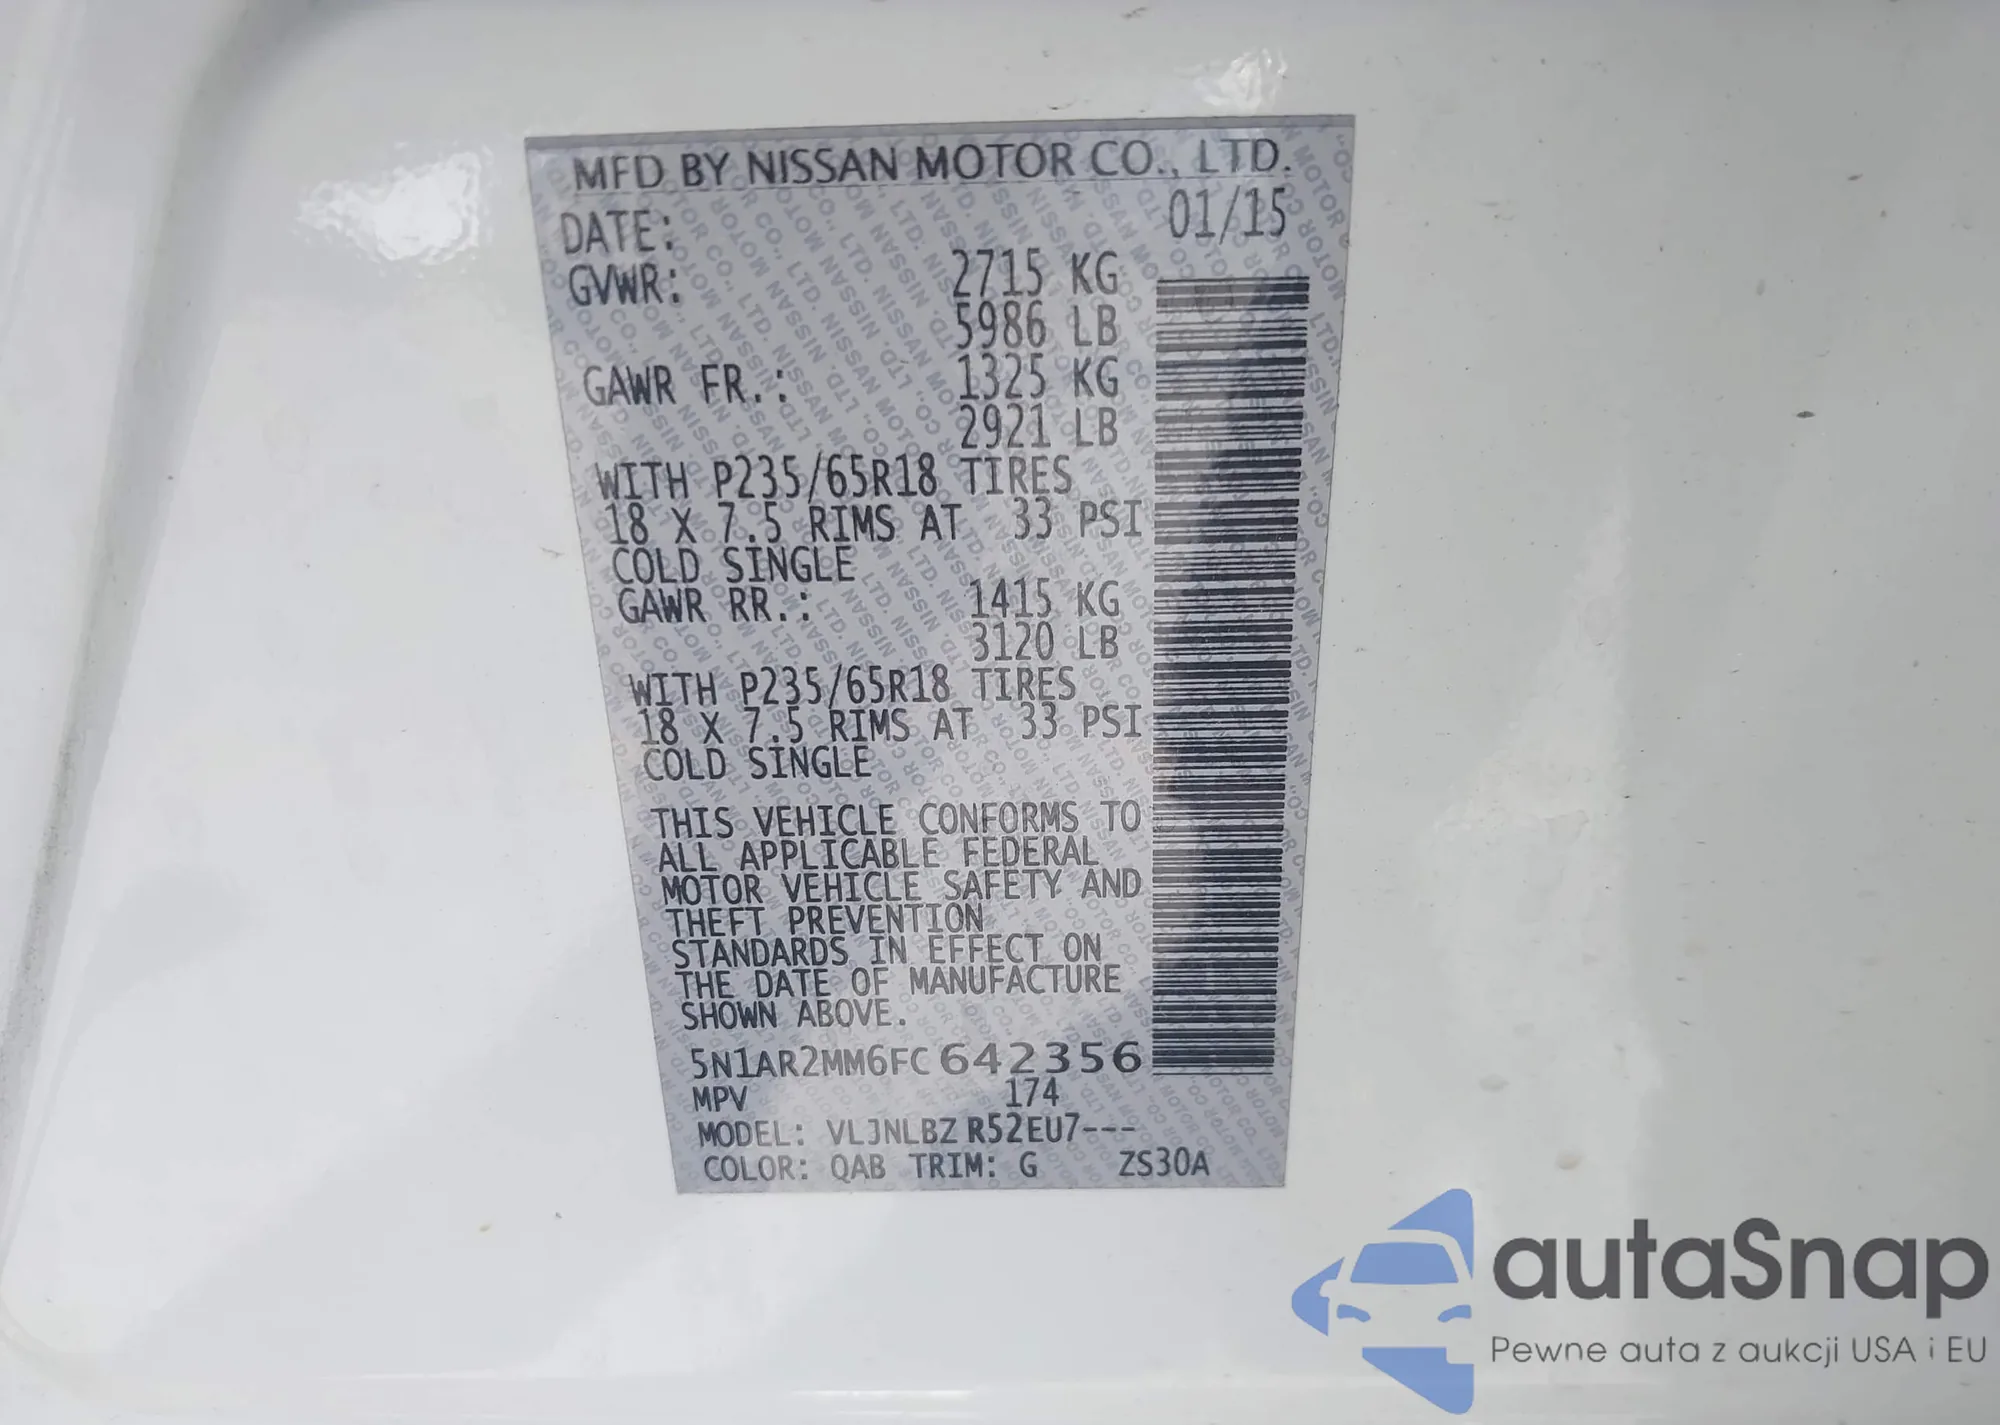 MFD BY NISSAN MOTOR CO., LTD.
DATE: 01/15
GVWR: 2715 KG
5986 LB
GAWR FR.: 1325 KG
2921 LB
WITH P235/65R18 TIRES
18 X 7.5 RIMS AT 33 PSI
COLD SINGLE
GAWR RR.: 1415 KG
3120 LB
WITH P235/65R18 TIRES
18 X 7.5 RIMS AT 33 PSI
COLD SINGLE
THIS VEHICLE CONFORMS TO
ALL APPLICABLE FEDERAL
MOTOR VEHICLE SAFETY AND
THEFT PREVENTION
STANDARDS IN EFFECT ON
THE DATE OF MANUFACTURE
SHOWN ABOVE.
5N1AR2MM6FC642356
MPV 174
MODEL: VLJNLBZ R52EU7---
COLOR: QAB TRIM: G ZS30A
autaSnap
Pewne auta z aukcji USA i EU